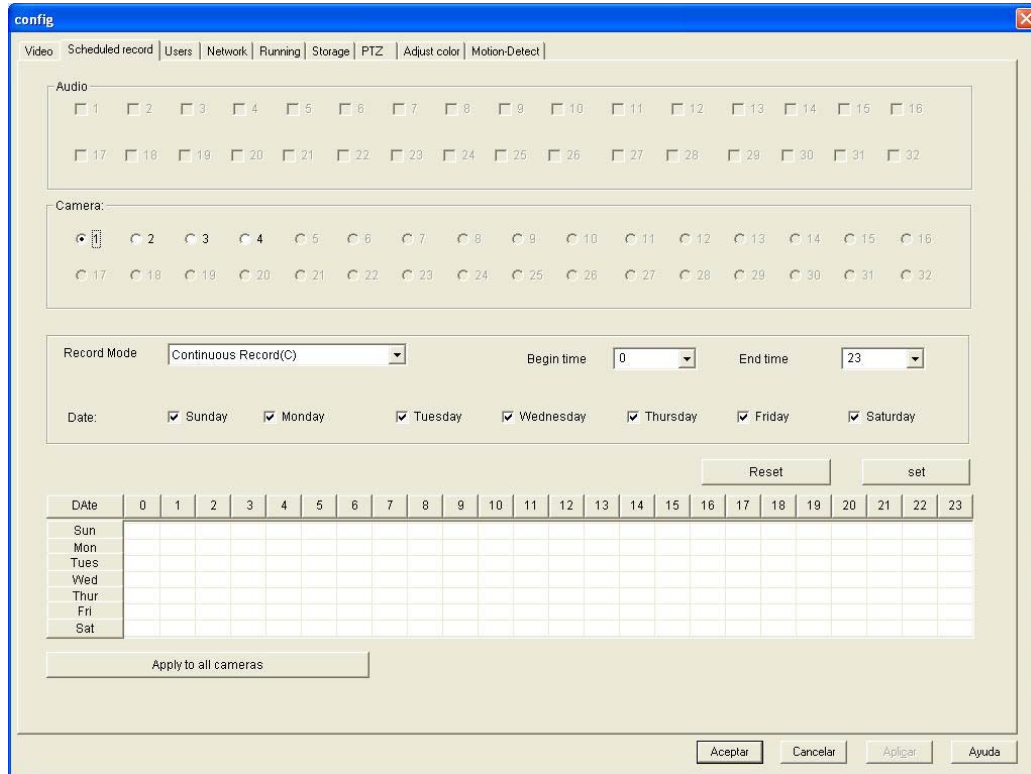 config
Video Scheduled record Users Network Running Storage PTZ Adjust color Motion-Detect
Audio
1 2 3 4 5 6 7 8 9 10 11 12 13 14 15 16
17 18 19 20 21 22 23 24 25 26 27 28 29 30 31 32
Camera:
1 2 3 4 5 6 7 8 9 10 11 12 13 14 15 16
17 18 19 20 21 22 23 24 25 26 27 28 29 30 31 32
Record Mode Continuous Record(C) Begin time 0 End time 23
Date: Sunday Monday Tuesday Wednesday Thursday Friday Saturday
Reset set
DAte 0 1 2 3 4 5 6 7 8 9 10 11 12 13 14 15 16 17 18 19 20 21 22 23
Sun
Mon
Tues
Wed
Thur
Fri
Sat
Apply to all cameras
Aceptar Cancelar Aplicar Ayuda